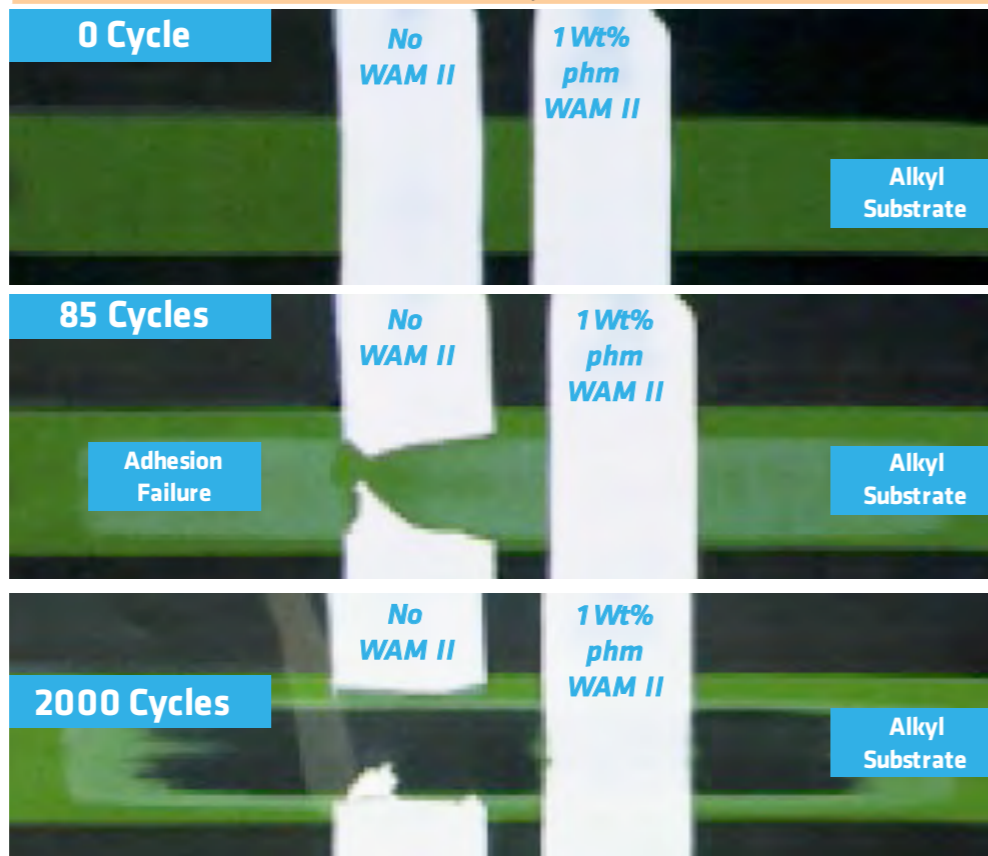 0 Cycle
No
WAM II
1 Wt%
phm
WAM II
Alkyl
Substrate
85 Cycles
No
WAM II
1 Wt%
phm
WAM II
Adhesion
Failure
Alkyl
Substrate
No
WAM II
1 Wt%
phm
WAM II
2000 Cycles
Alkyl
Substrate